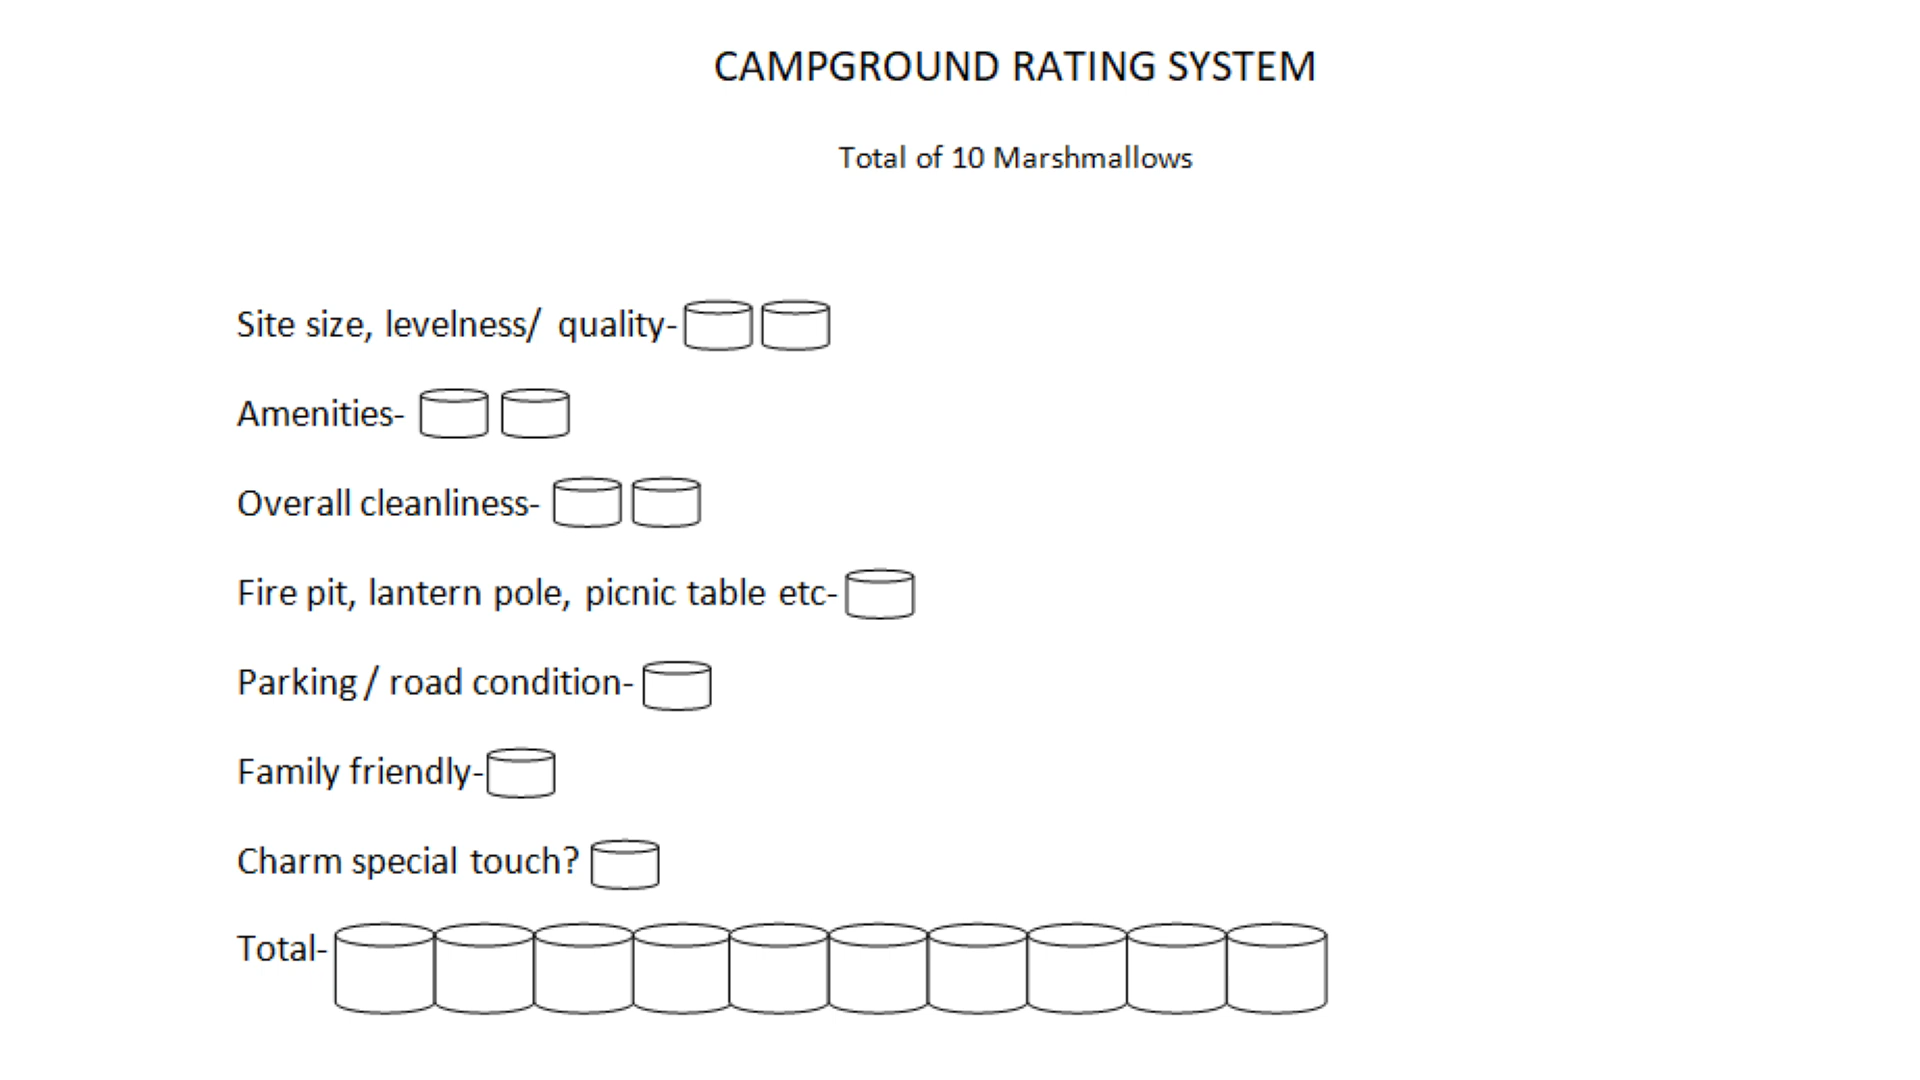 CAMPGROUND RATING SYSTEM
Total of 10 Marshmallows
Site size, levelness/ quality-
Amenities-
Overall cleanliness-
Fire pit, lantern pole, picnic table etc-
Parking / road condition-
Family friendly-
Charm special touch?
Total-